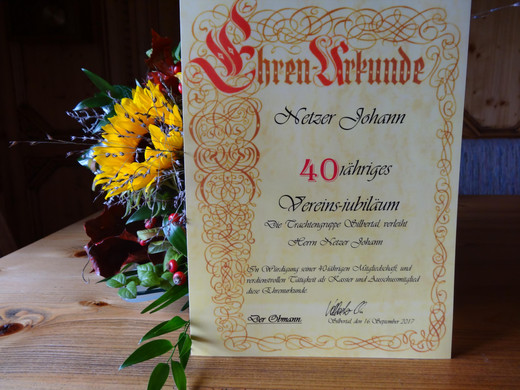 Ehren-Urkunde
Netzer Johann
40 jähriges
Vereins-jubiläum
Die Trachtengruppe Silbertal, verleiht
Herrn Netzer Johann
In Würdigung seiner 40jährigen Mitgliedschaft, und
verdienstvollen Tätigkeit als Kassier und Ausschussmitglied
diese Ehrenurkunde
Der Obmann:
Silbertal, den 16 September 2017